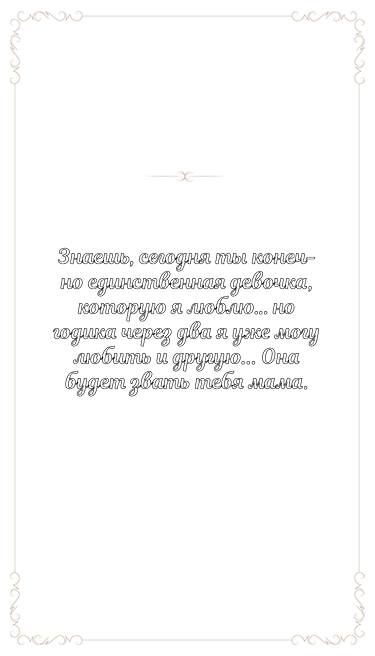 Знаешь, сегодня ты конеч-
но единственная девочка,
которую я люблю... но
годика через два я уже могу
любить и другую... Она
будет звать тебя мама.